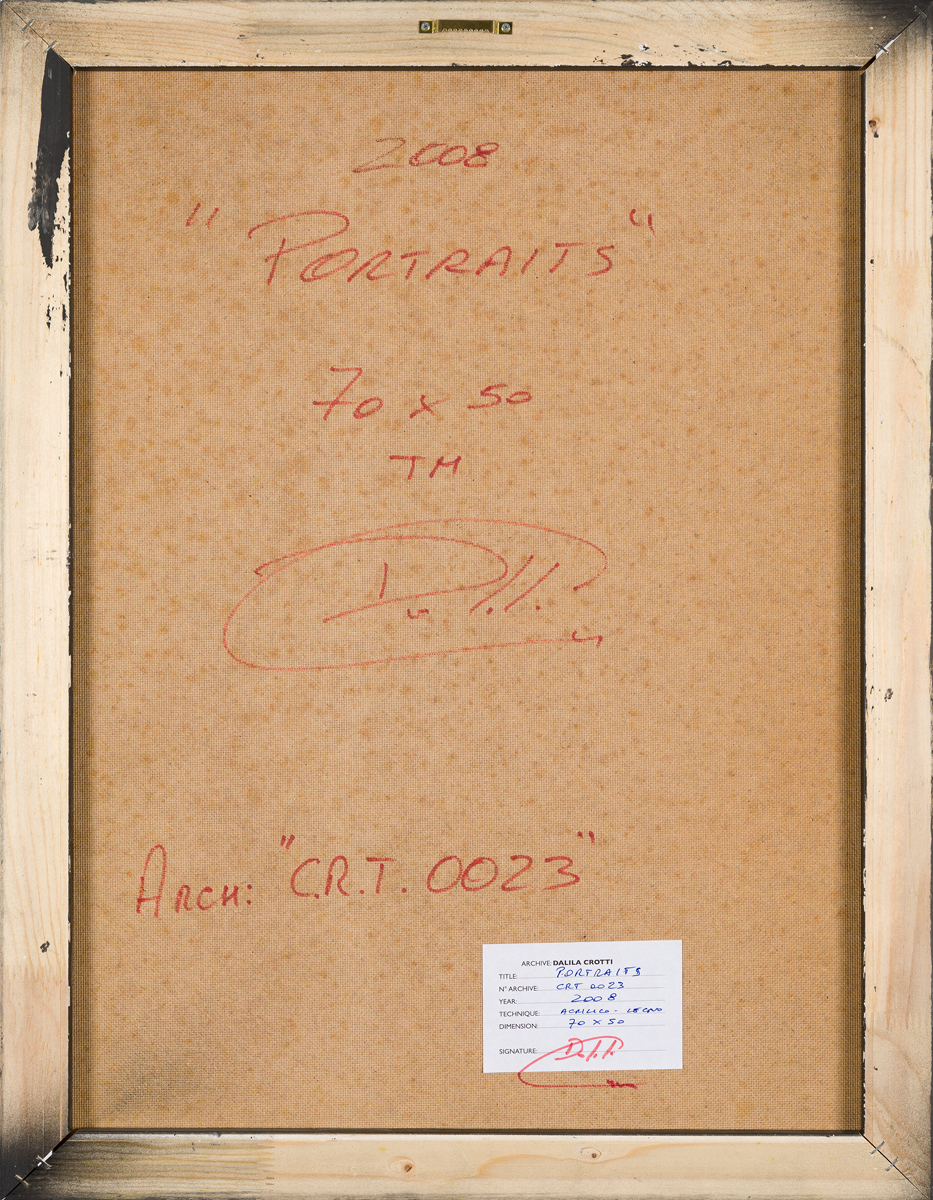 2008
"PORTRAITS"
70 x 50
TM
ARCH: "C.R.T. 0023"
ARCHIVE: DALILA CROTTI
TITLE: PORTRAITS
N° ARCHIVE: CRT 0023
YEAR: 2008
TECHNIQUE: ACRILICO - LEGNO
DIMENSION: 70 X 50
SIGNATURE: